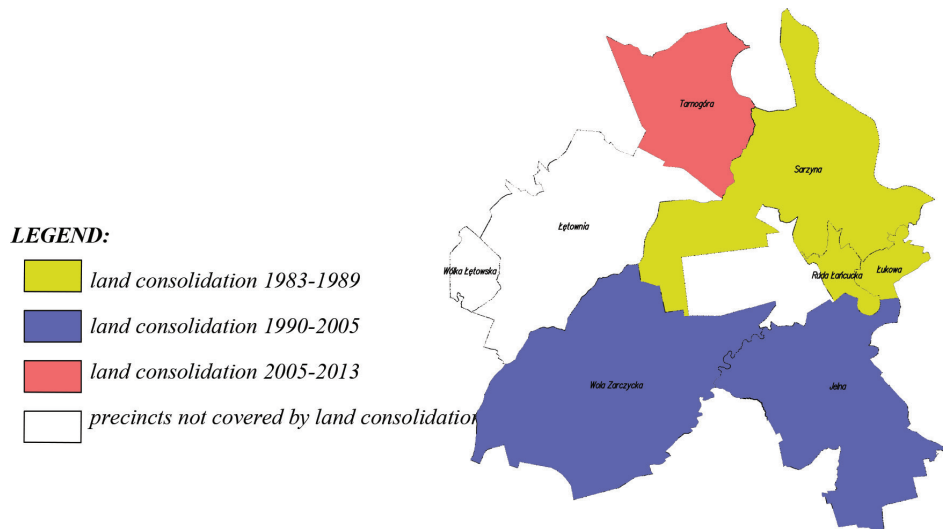 LEGEND:
land consolidation 1983-1989
land consolidation 1990-2005
land consolidation 2005-2013
precincts not covered by land consolidation
Tarnogóra
Sarzyna
Łętownia
Wólka Łętowska
Ruda Łańcucka
Łukowa
Wola Zarczycka
Jelna